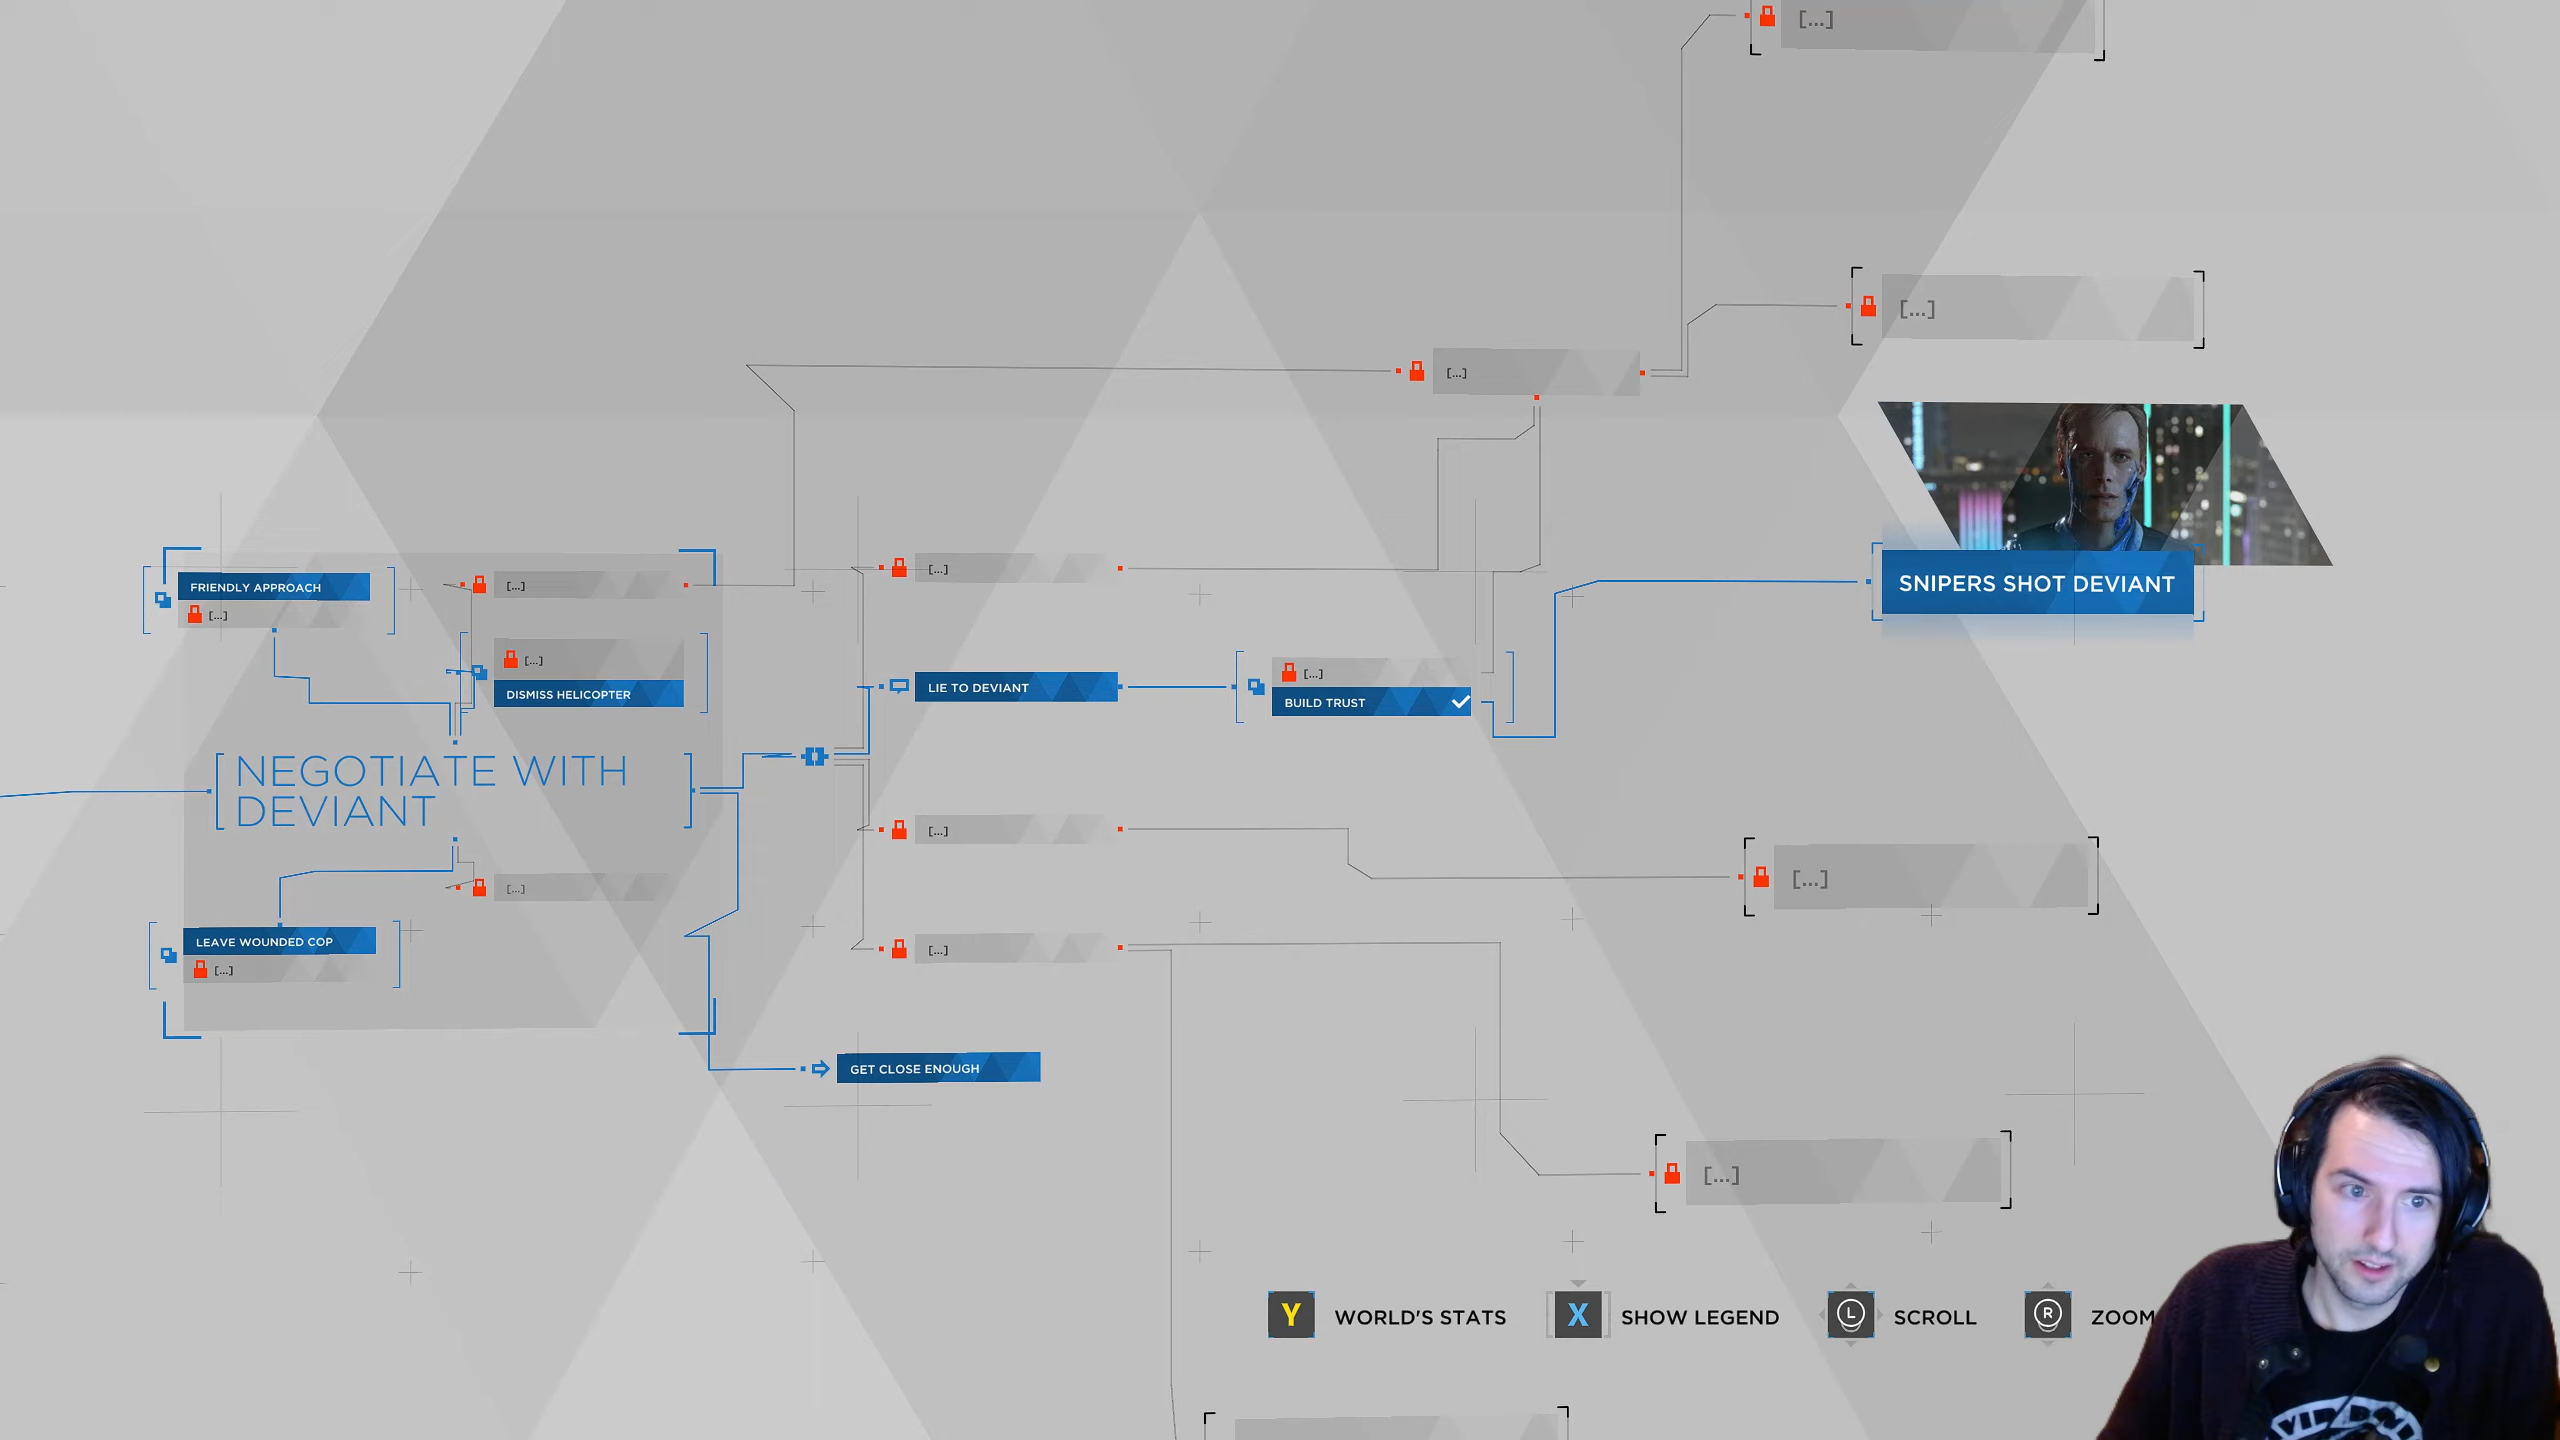 [...]
[...]
[...]
FRIENDLY APPROACH
[...]
[...]
[...]
DISMISS HELICOPTER
[...]
LIE TO DEVIANT
[...]
BUILD TRUST
SNIPERS SHOT DEVIANT
NEGOTIATE WITH
DEVIANT
[...]
[...]
[...]
LEAVE WOUNDED COP
[...]
[...]
GET CLOSE ENOUGH
[...]
Y WORLD'S STATS
X SHOW LEGEND
L SCROLL
R ZOOM